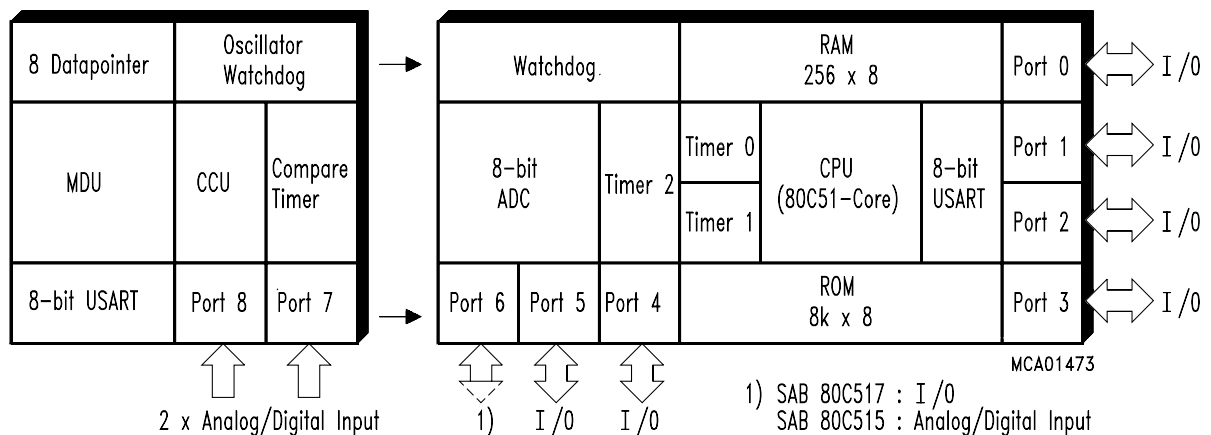 8 Datapointer
Oscillator
Watchdog
MDU
CCU
Compare
Timer
8-bit USART
Port 8
Port 7
2 x Analog/Digital Input
Watchdog.
RAM
256 x 8
Port 0
I/0
8-bit
ADC
Timer 2
Timer 0
Timer 1
CPU
(80C51-Core)
8-bit
USART
Port 1
I/0
Port 2
I/0
Port 6
Port 5
Port 4
ROM
8k x 8
Port 3
I/0
MCA01473
1)
I/0
I/0
1) SAB 80C517 : I/0
SAB 80C515 : Analog/Digital Input